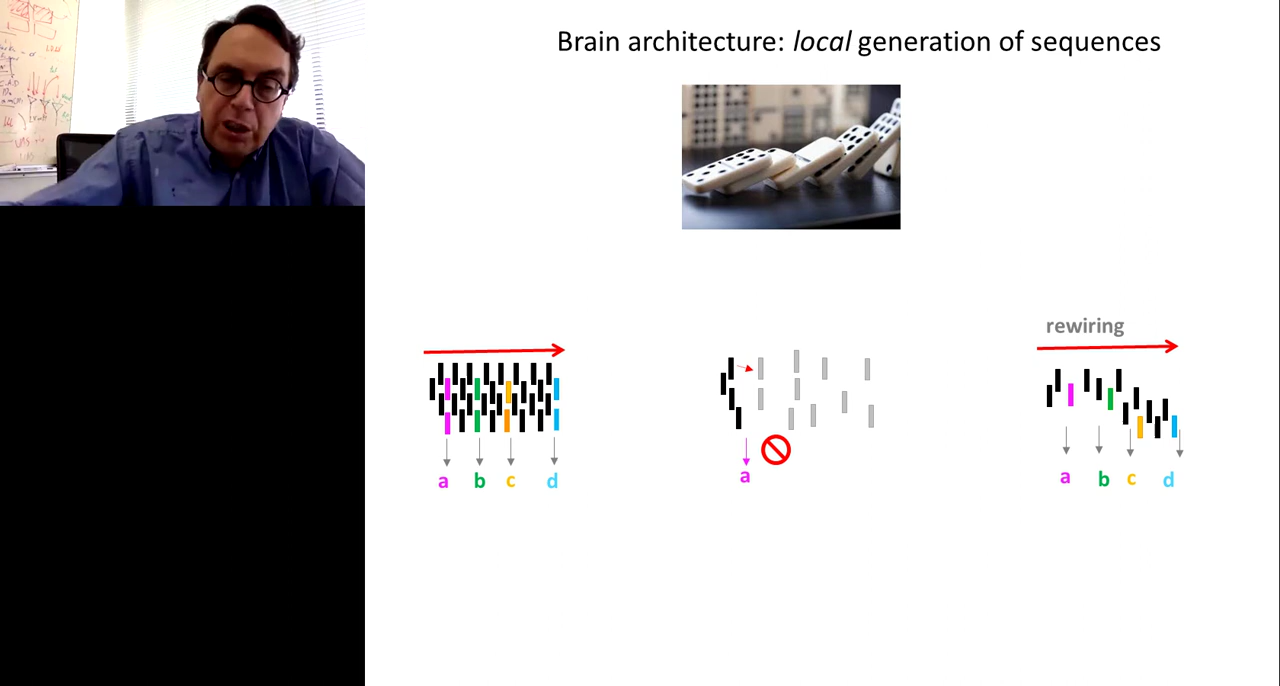 Brain architecture: local generation of sequences
rewiring
a b c d
a
a b c d